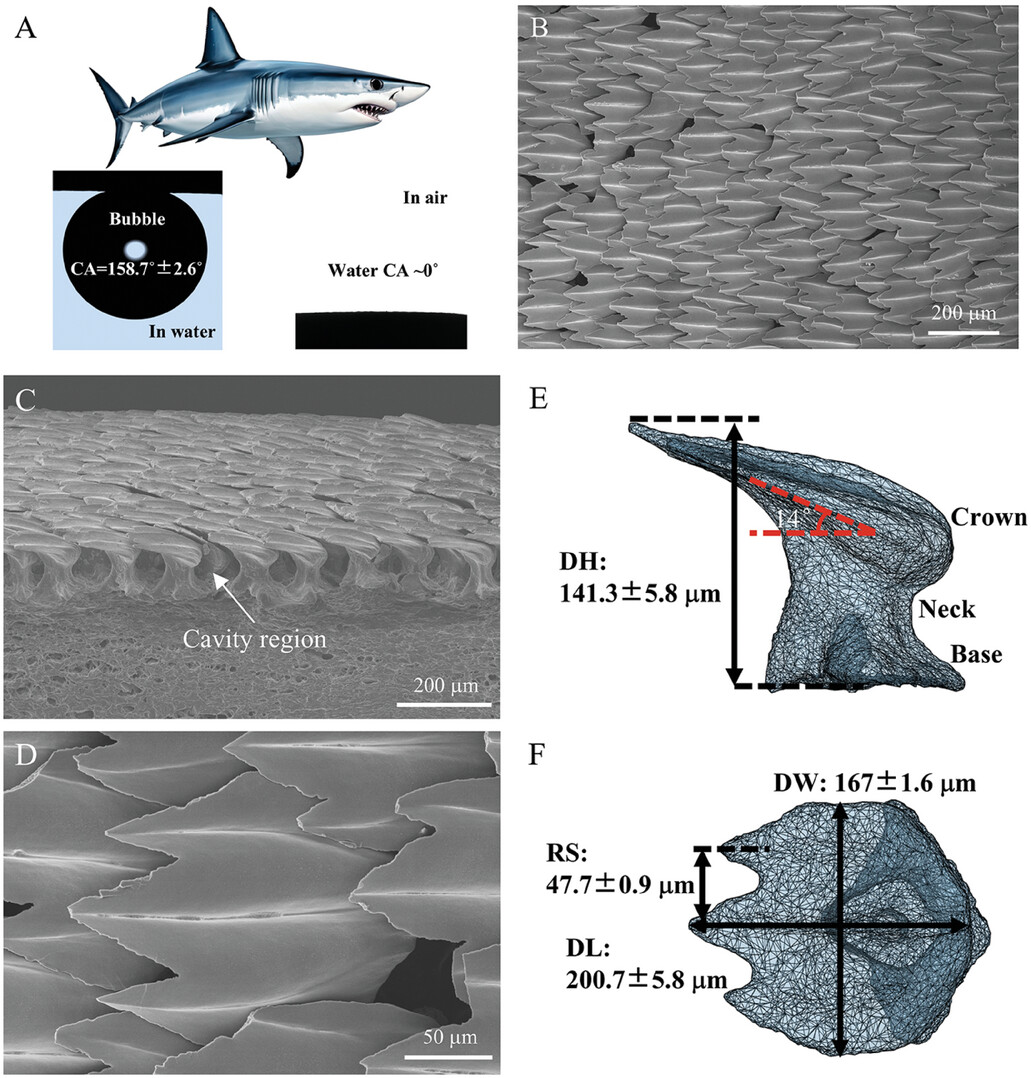 A
Bubble
CA=158.7°±2.6°
In water
In air
Water CA ~0°
B
200 μm
C
Cavity region
200 μm
D
50 μm
E
14°
DH:
141.3±5.8 μm
Crown
Neck
Base
F
DW: 167±1.6 μm
RS:
47.7±0.9 μm
DL:
200.7±5.8 μm